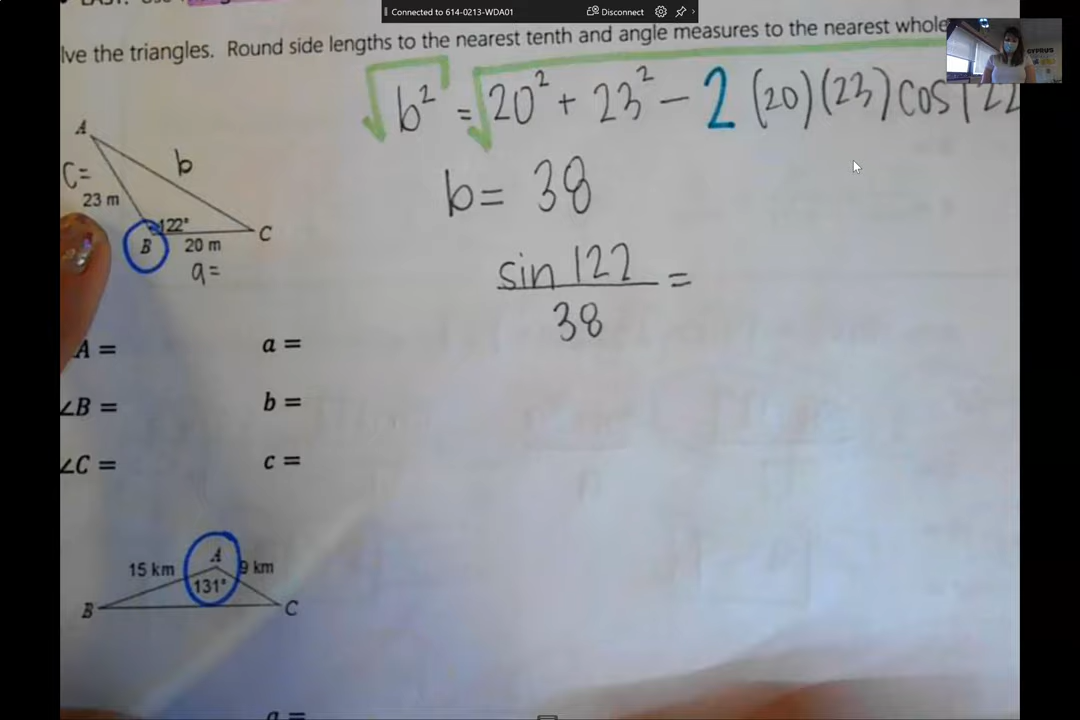 Connected to 614-0213-WDA01 Disconnect
lve the triangles. Round side lengths to the nearest tenth and angle measures to the nearest whole
CYPRUS
√b² = √20² + 23² − 2 (20)(23) cos 122
A
C=
b
23 m
122°
C
B
20 m
a=
b = 38
sin 122
=
38
A =
a =
∠B =
b =
∠C =
c =
15 km
A
9 km
131°
B
C
a =